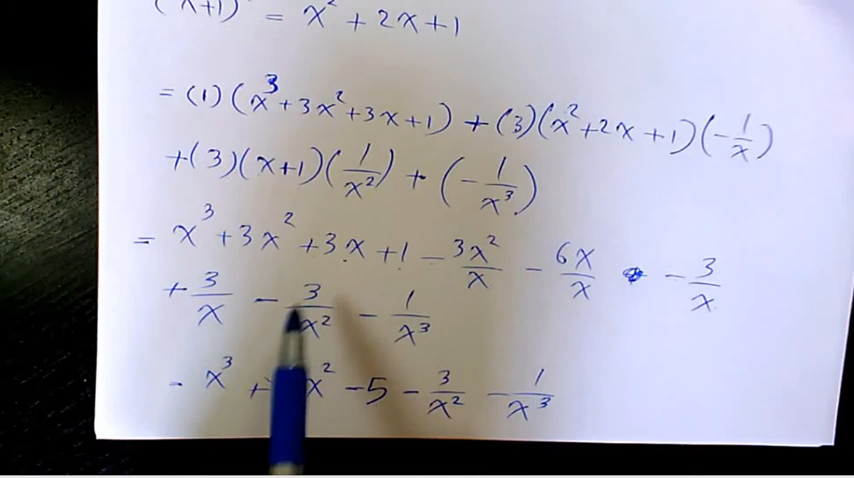 (x+1) = x² + 2x + 1
= (1)(x³ + 3x² + 3x + 1) + (3)(x² + 2x + 1)(-1/x)
+ (3)(x+1)(1/x²) + (-1/x³)
= x³ + 3x² + 3x + 1 - 3x²/x - 6x/x - 3/x
+ 3/x - 3/x² - 1/x³
- x³ + x² - 5 - 3/x² - 1/x³